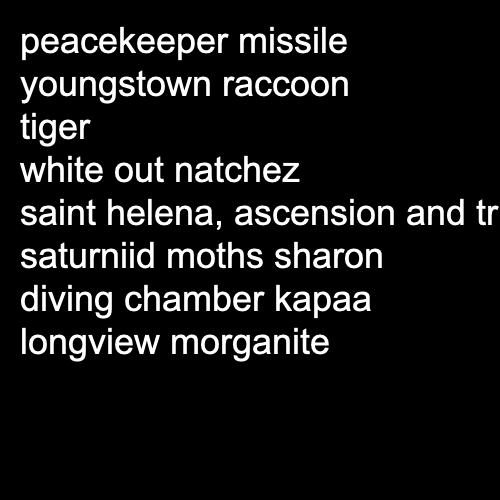 peacekeeper missile
youngstown raccoon
tiger
white out natchez
saint helena, ascension and tr
saturniid moths sharon
diving chamber kapaa
longview morganite